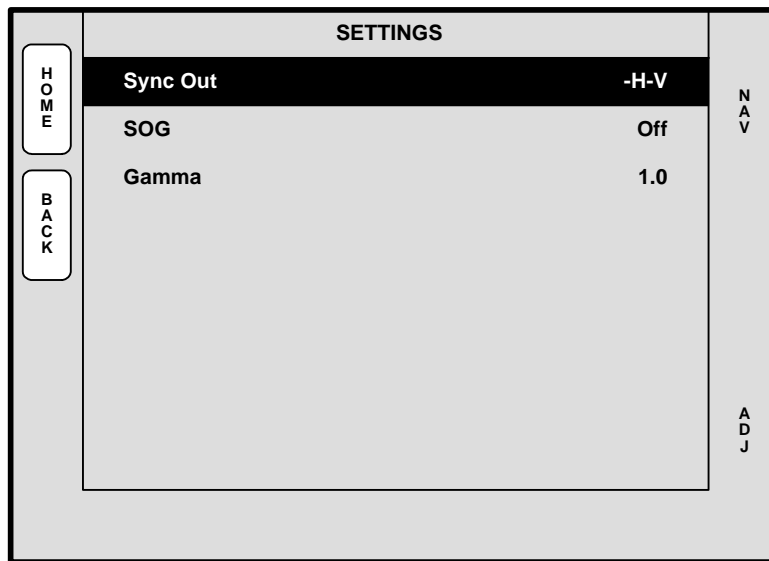 SETTINGS
HOME
BACK
Sync Out -H-V
SOG Off
Gamma 1.0
NAV
ADJ